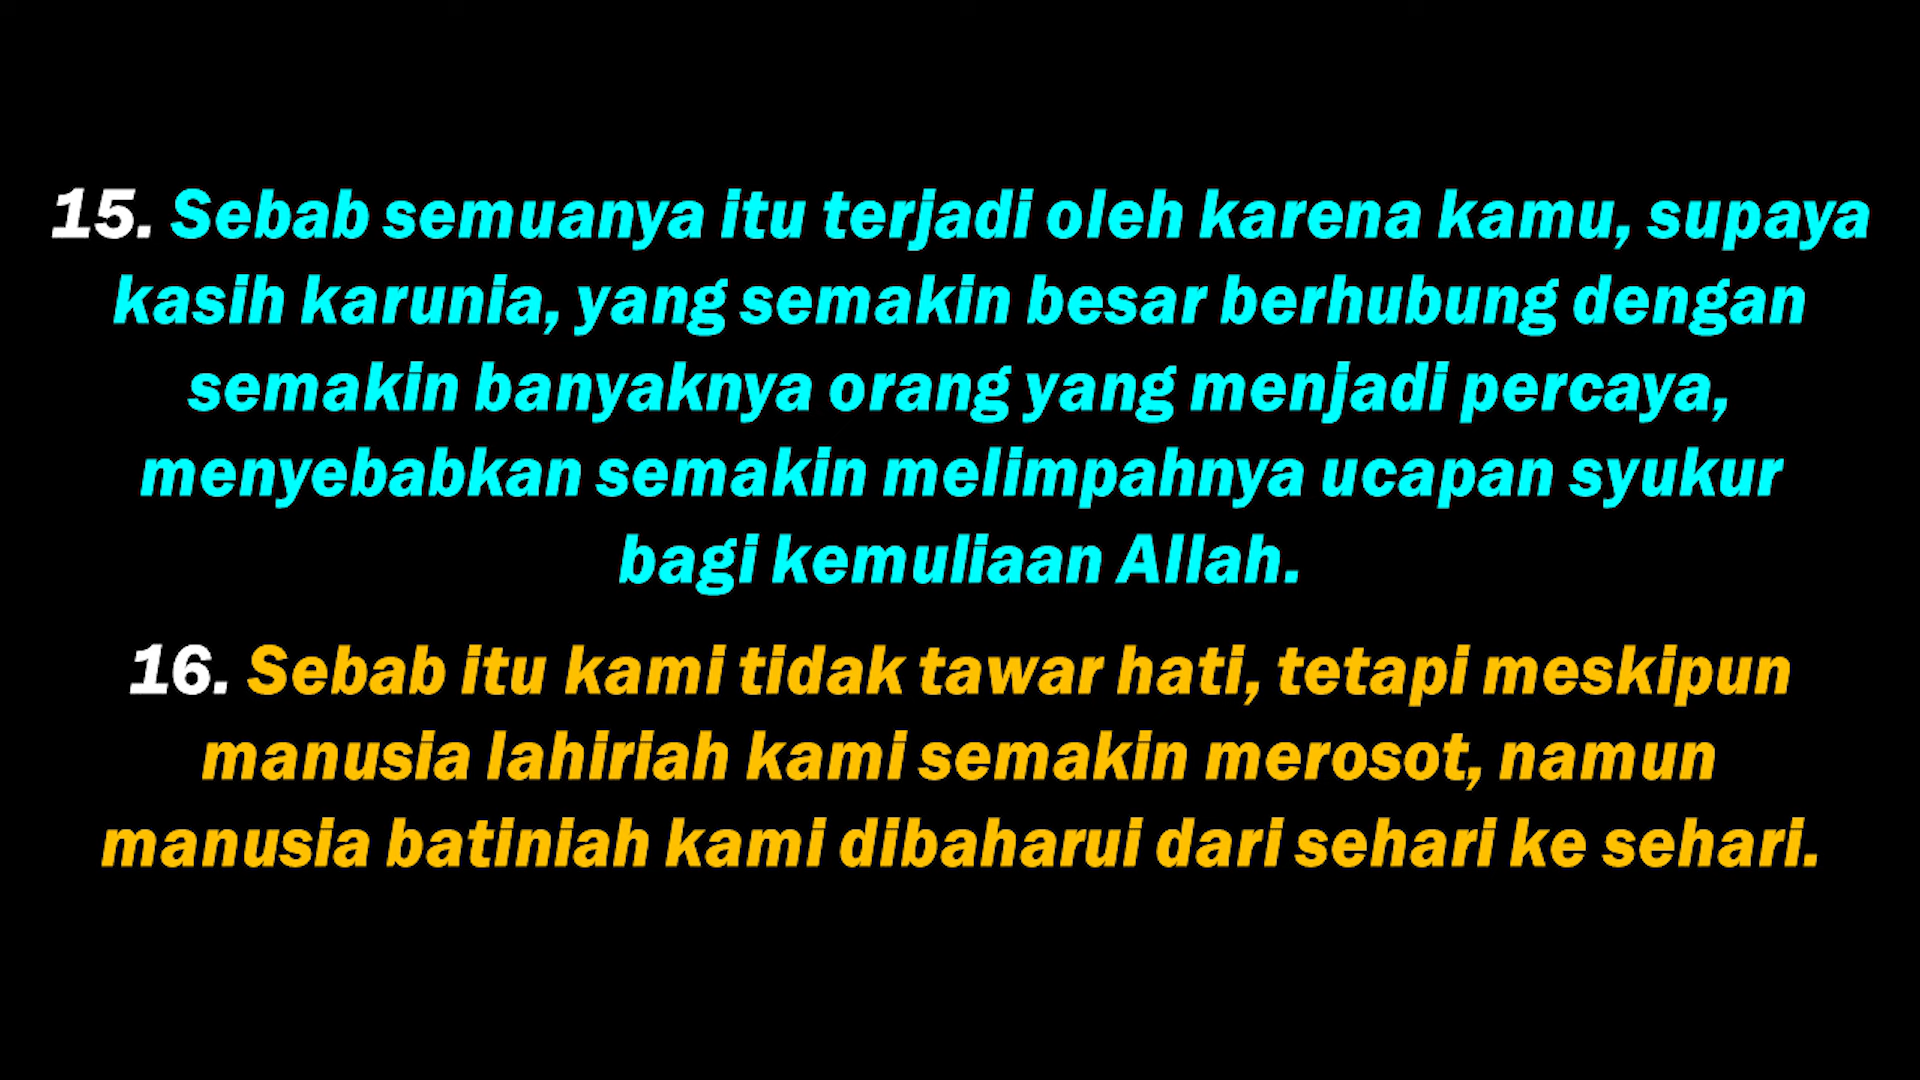 15. Sebab semuanya itu terjadi oleh karena kamu, supaya
kasih karunia, yang semakin besar berhubung dengan
semakin banyaknya orang yang menjadi percaya,
menyebabkan semakin melimpahnya ucapan syukur
bagi kemuliaan Allah.
16. Sebab itu kami tidak tawar hati, tetapi meskipun
manusia lahiriah kami semakin merosot, namun
manusia batiniah kami dibaharui dari sehari ke sehari.